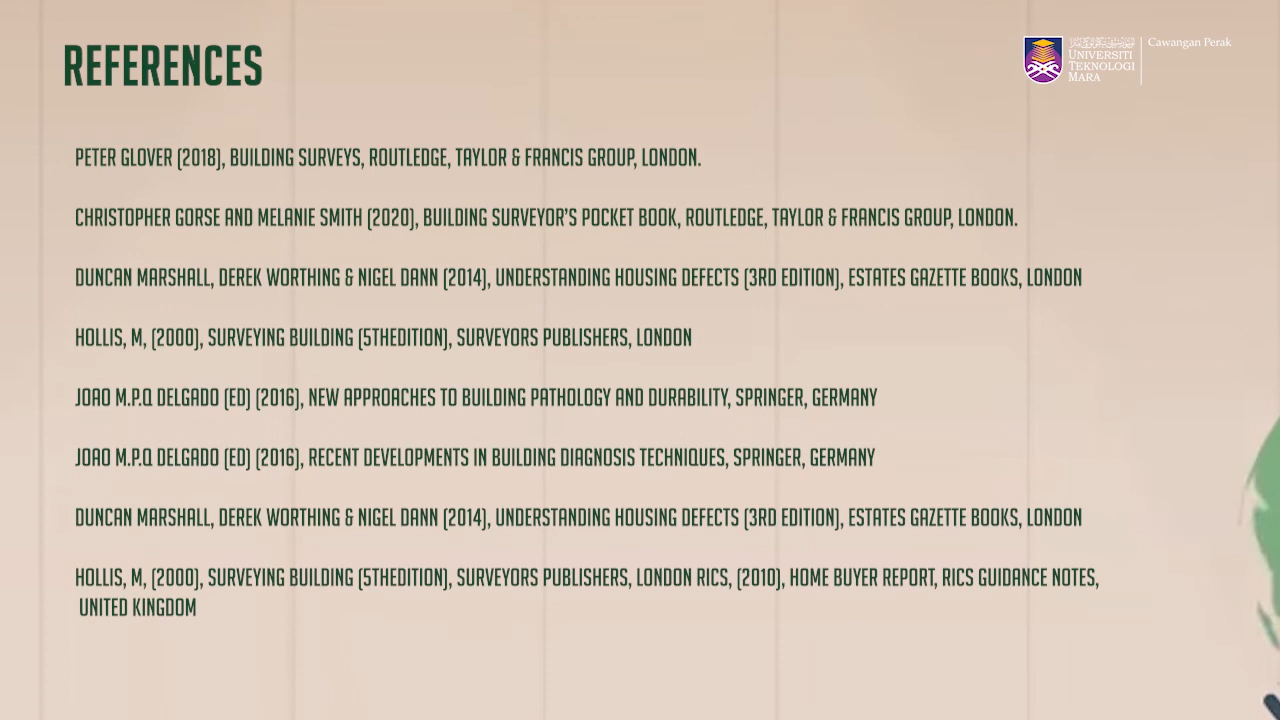 REFERENCES
UNIVERSITI
TEKNOLOGI
MARA
Cawangan Perak
PETER GLOVER (2018), BUILDING SURVEYS, ROUTLEDGE, TAYLOR & FRANCIS GROUP, LONDON.
CHRISTOPHER GORSE AND MELANIE SMITH (2020), BUILDING SURVEYOR'S POCKET BOOK, ROUTLEDGE, TAYLOR & FRANCIS GROUP, LONDON.
DUNCAN MARSHALL, DEREK WORTHING & NIGEL DANN (2014), UNDERSTANDING HOUSING DEFECTS (3RD EDITION), ESTATES GAZETTE BOOKS, LONDON
HOLLIS, M, (2000), SURVEYING BUILDING (5THEDITION), SURVEYORS PUBLISHERS, LONDON
JOAO M.P.Q DELGADO (ED) (2016), NEW APPROACHES TO BUILDING PATHOLOGY AND DURABILITY, SPRINGER, GERMANY
JOAO M.P.Q DELGADO (ED) (2016), RECENT DEVELOPMENTS IN BUILDING DIAGNOSIS TECHNIQUES, SPRINGER, GERMANY
DUNCAN MARSHALL, DEREK WORTHING & NIGEL DANN (2014), UNDERSTANDING HOUSING DEFECTS (3RD EDITION), ESTATES GAZETTE BOOKS, LONDON
HOLLIS, M, (2000), SURVEYING BUILDING (5THEDITION), SURVEYORS PUBLISHERS, LONDON RICS, (2010), HOME BUYER REPORT, RICS GUIDANCE NOTES,
UNITED KINGDOM